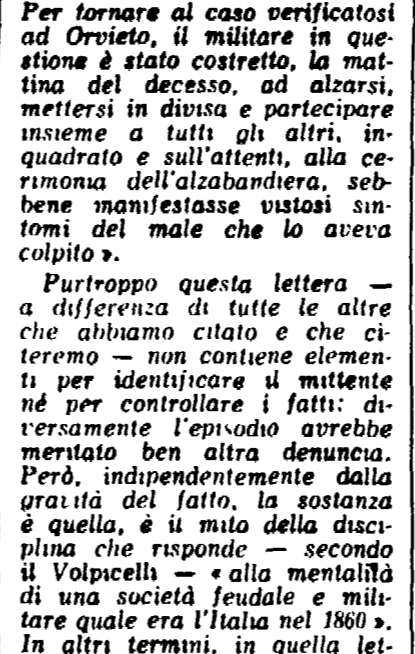 Per tornare al caso verificatosi
ad Orvieto, il militare in que-
stione è stato costretto, la mat-
tina del decesso, ad alzarsi,
mettersi in divisa e partecipare
insieme a tutti gli altri, in-
quadrato e sull'attenti, alla ce-
rimonia dell'alzabandiera, seb-
bene manifestasse vistosi sin-
tomi del male che lo aveva
colpito ».
Purtroppo questa lettera —
a differenza di tutte le altre
che abbiamo citato e che ci-
teremo — non contiene elemen-
ti per identificare il mittente
né per controllare i fatti: di-
versamente l'episodio avrebbe
meritato ben altra denuncia.
Però, indipendentemente dalla
gravità del fatto, la sostanza
è quella, è il mito della disci-
plina che risponde — secondo
il Volpicelli — « alla mentalità
di una società feudale e mili-
tare quale era l'Italia nel 1860 ».
In altri termini, in quella let-